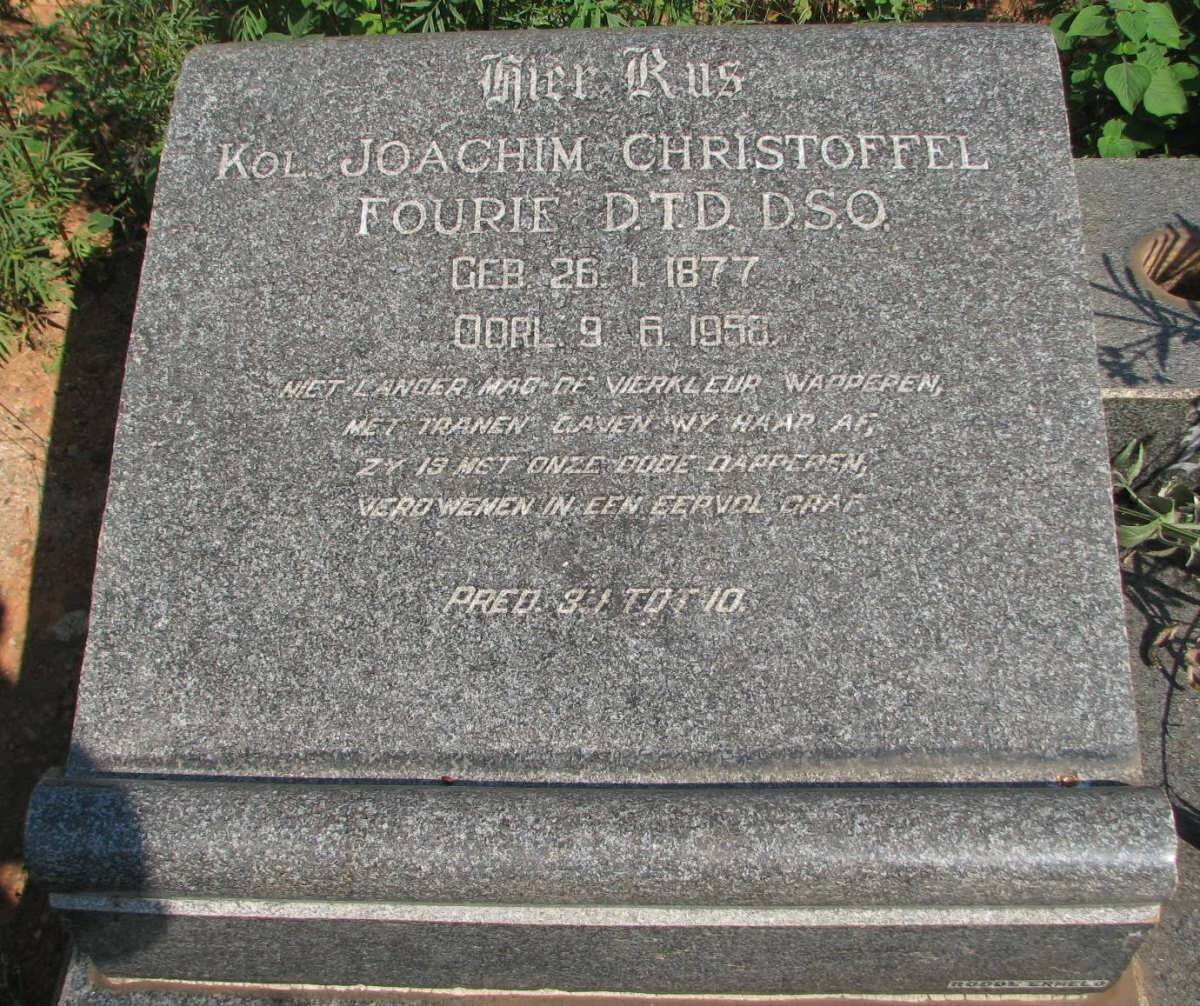 Hier Rus
KOL. JOACHIM CHRISTOFFEL
FOURIE D.T.D. D.S.O.
GEB. 26. 1. 1877
OORL. 9. 6. 1956.
NIET LANGER MAG DE VIERKLEUR WAPPEREN,
MET TRANEN GAVEN WY HAAR AF,
ZY IS MET ONZE DODE DAPPEREN,
VERDWENEN IN EEN EERVOL GRAF
PRED. 3:1 TOT 10.
ERMELO